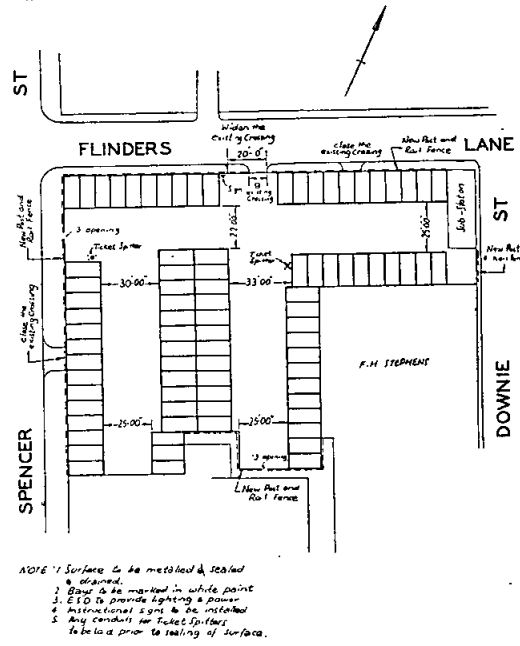 ST
FLINDERS
LANE
ST
DOWNIE
SPENCER
Widen the
existing Crossing
20'-0"
close the
existing Crossing
New Post and
Rail Fence
Sign
9
existing
Crossing
New Post and
Rail Fence
3 opening
Ticket Spitter
22'00"
Ticket
Spitter
25'00"
Sub-Station
New Post
30'00"
33'00"
close the
existing Crossing
F.H STEPHENS
25'00"
25'00"
3 opening
New Post and
Rail Fence
NOTE 1 Surface to be metalled & sealed
& drained.
2 Bays to be marked in white paint
3. E S D to provide lighting & power
4 Instructional signs to be installed
5 Any conduits for Ticket Spitters
to be laid prior to sealing of surface.